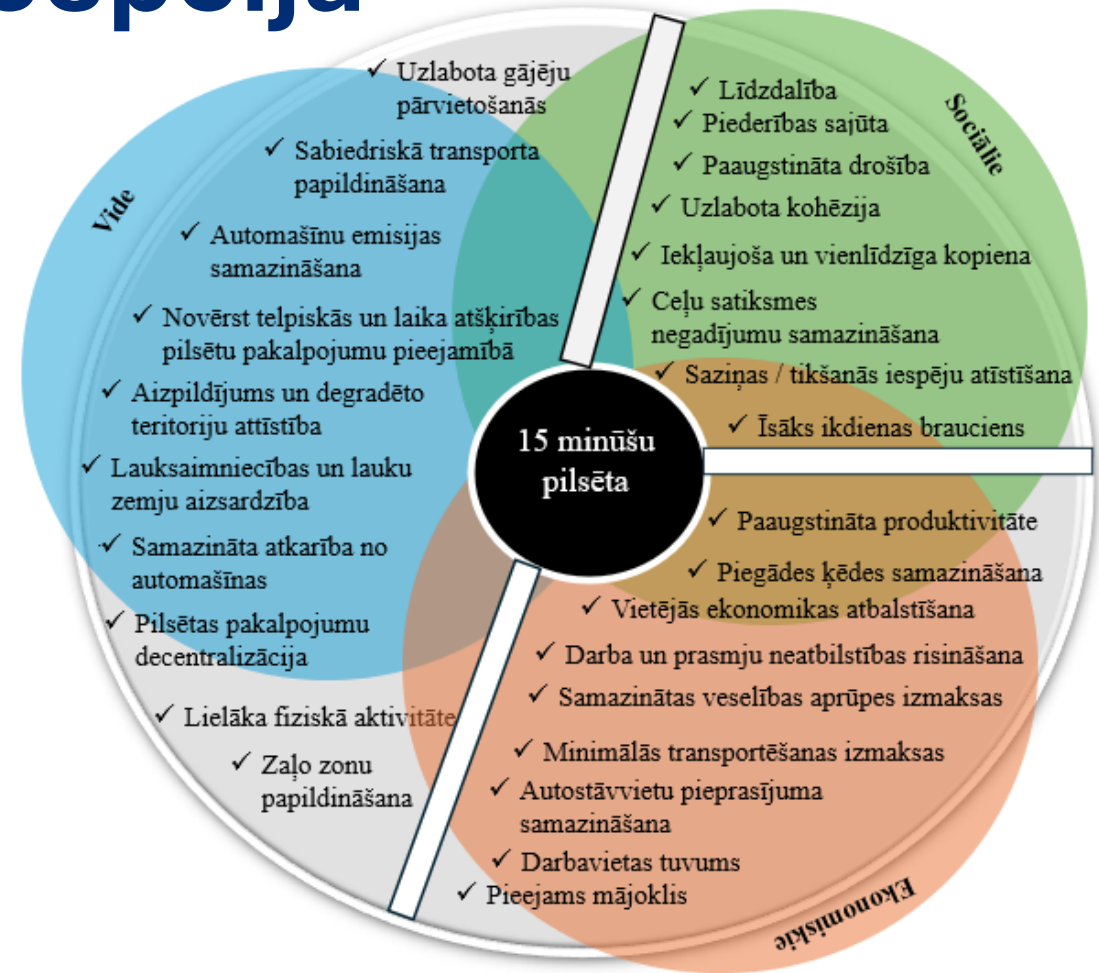 Vide
✓ Uzlabota gājēju
pārvietošanās
✓ Sabiedriskā transporta
papildināšana
✓ Automašīnu emisijas
samazināšana
✓ Novērst telpiskās un laika atšķirības
pilsētu pakalpojumu pieejamībā
✓ Aizpildījums un degradēto
teritoriju attīstība
✓ Lauksaimniecības un lauku
zemju aizsardzība
✓ Samazināta atkarība no
automašīnas
✓ Pilsētas pakalpojumu
decentralizācija
✓ Lielāka fiziskā aktivitāte
✓ Zaļo zonu
papildināšana
Sociālie
✓ Līdzdalība
✓ Piederības sajūta
✓ Paaugstināta drošība
✓ Uzlabota kohēzija
✓ Iekļaujoša un vienlīdzīga kopiena
✓ Ceļu satiksmes
negadījumu samazināšana
✓ Saziņas / tikšanās iespēju atīstīšana
✓ Īsāks ikdienas brauciens
15 minūšu
pilsēta
✓ Paaugstināta produktivitāte
✓ Piegādes ķēdes samazināšana
✓ Vietējās ekonomikas atbalstīšana
✓ Darba un prasmju neatbilstības risināšana
✓ Samazinātas veselības aprūpes izmaksas
✓ Minimālās transportēšanas izmaksas
✓ Autostāvvietu pieprasījuma
samazināšana
✓ Darbavietas tuvums
✓ Pieejams mājoklis
Ekonomiskie